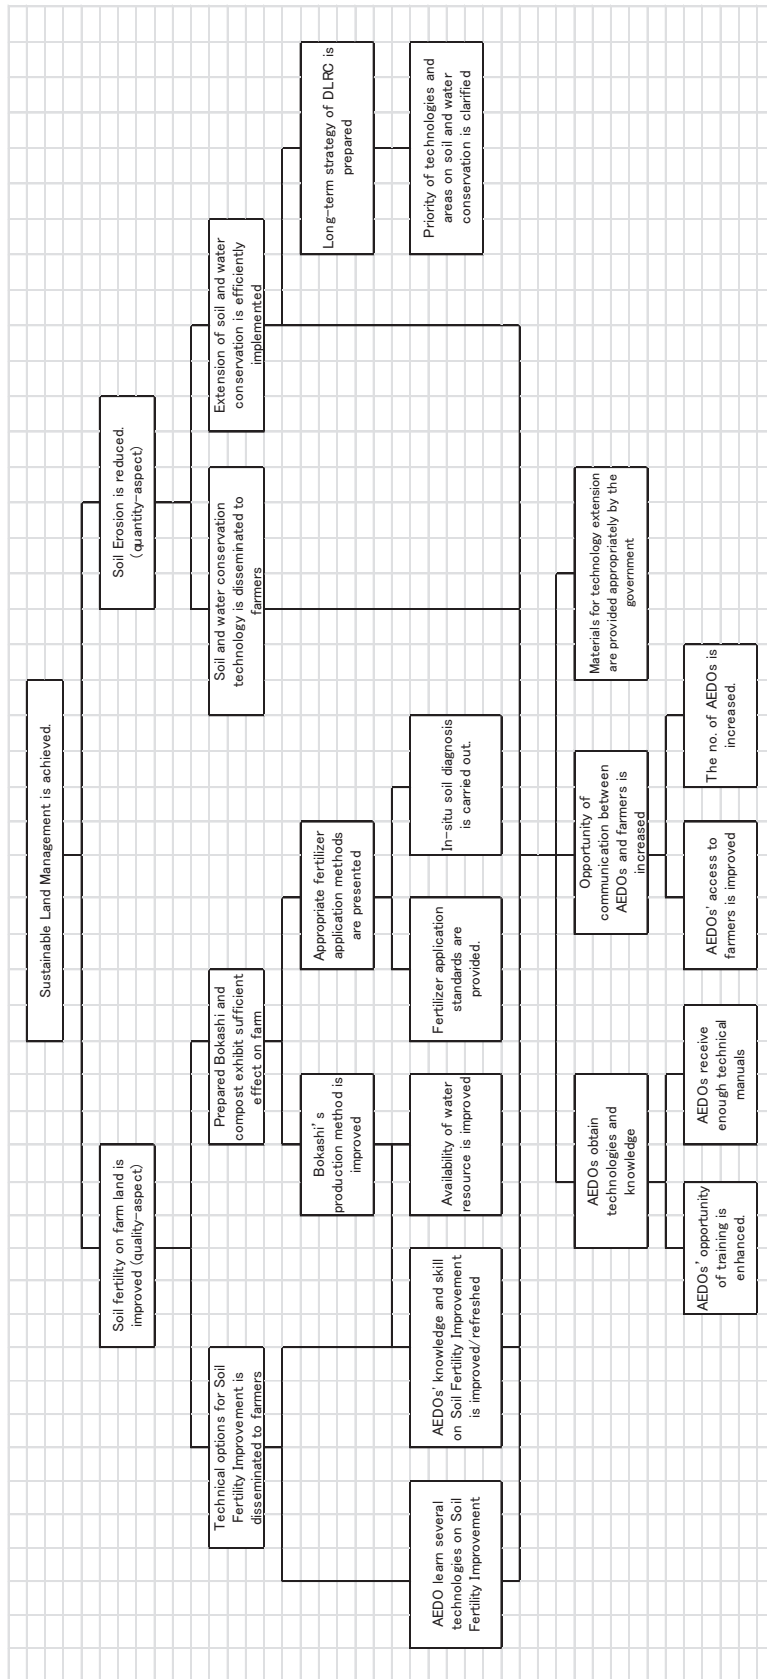 Sustainable Land Management is achieved.
Soil fertility on farm land is
improved (quality-aspect)
Soil Erosion is reduced.
(quantity-aspect)
Technical options for Soil
Fertility Improvement is
disseminated to farmers
Prepared Bokashi and
compost exhibit sufficient
effect on farm
Soil and water conservation
technology is disseminated to
farmers
Extension of soil and water
conservation is efficiently
implemented
Bokashi's
production method is
improved
Appropriate fertilizer
application methods
are presented
Long-term strategy of DLRC is
prepared
AEDO learn several
technologies on Soil
Fertility Improvement
AEDOs' knowledge and skill
on Soil Fertility Improvement
is improved/refreshed
Availability of water
resource is improved
Fertilizer application
standards are
provided.
In-situ soil diagnosis
is carried out.
Priority of technologies and
areas on soil and water
conservation is clarified
AEDOs obtain
technologies and
knowledge
Opportunity of
communication between
AEDOs and farmers is
increased
Materials for technology extension
are provided appropriately by the
government
AEDOs' opportunity
of training is
enhanced.
AEDOs receive
enough technical
manuals
AEDOs' access to
farmers is improved
The no. of AEDOs is
increased.